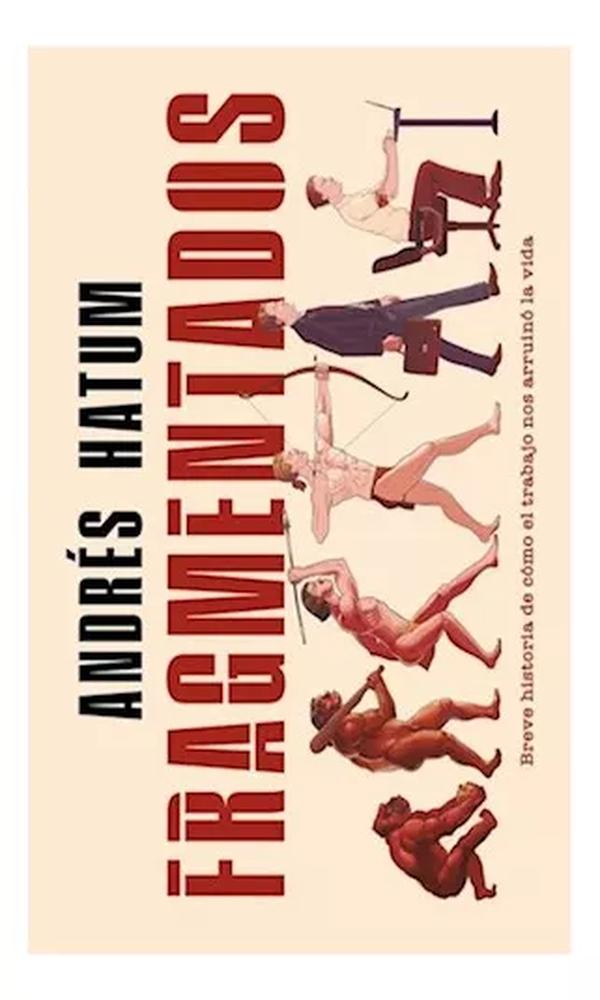 ANDRÉS HATUM
FRAGMENTADOS
Breve historia de cómo el trabajo nos arruinó la vida